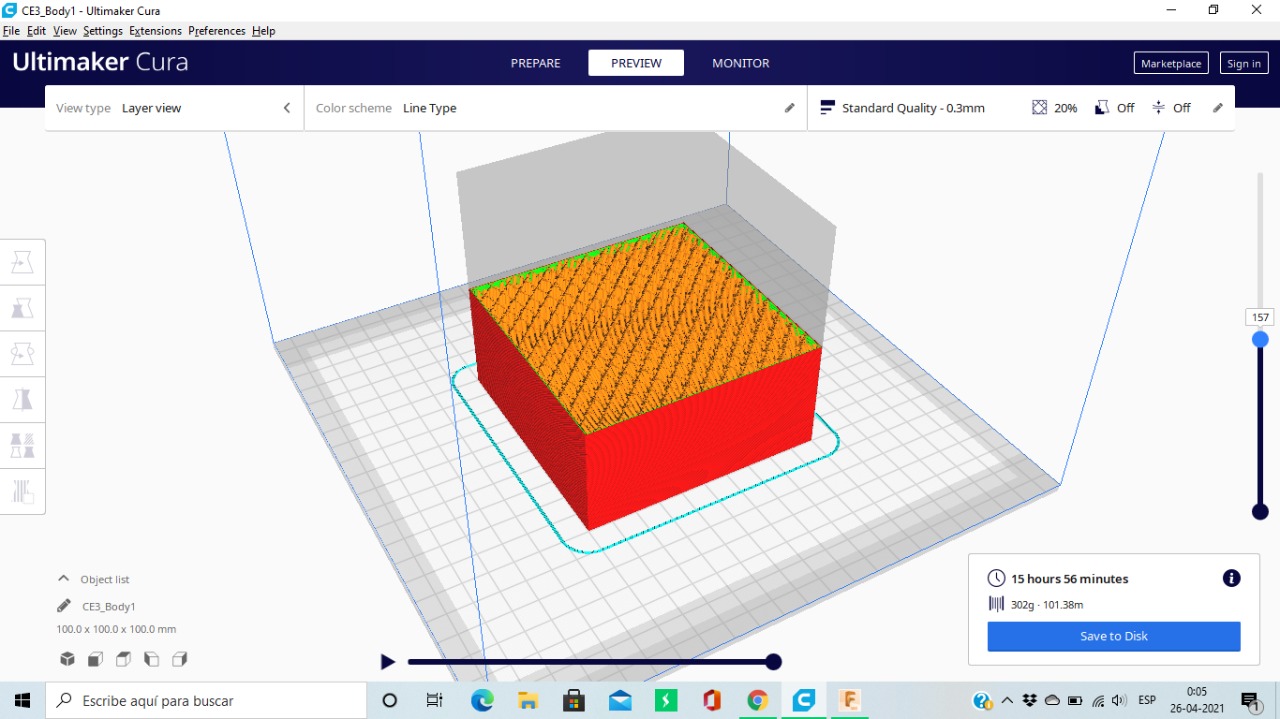 CE3_Body1 - Ultimaker Cura
File Edit View Settings Extensions Preferences Help
Ultimaker Cura
PREPARE
PREVIEW
MONITOR
Marketplace
Sign in
View type Layer view
Color scheme Line Type
Standard Quality - 0.3mm
20%
Off
Off
157
Object list
CE3_Body1
100.0 x 100.0 x 100.0 mm
15 hours 56 minutes
302g · 101.38m
Save to Disk
Escribe aquí para buscar
ESP
0:05
26-04-2021
1